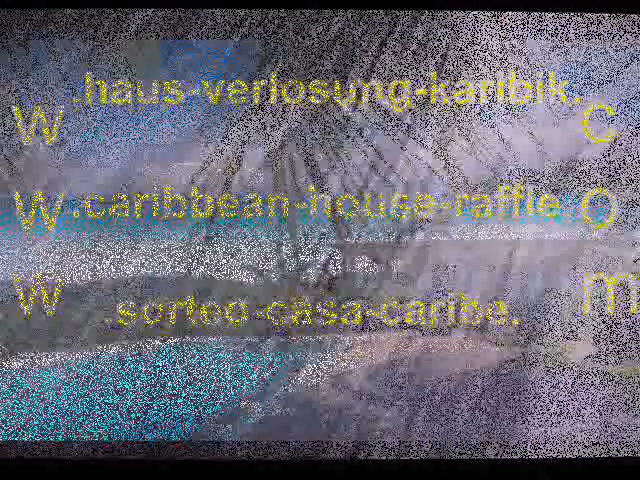 W .haus-verlosung-karibik. C
W .caribbean-house-raffle O
W sorteo-casa-caribe. m